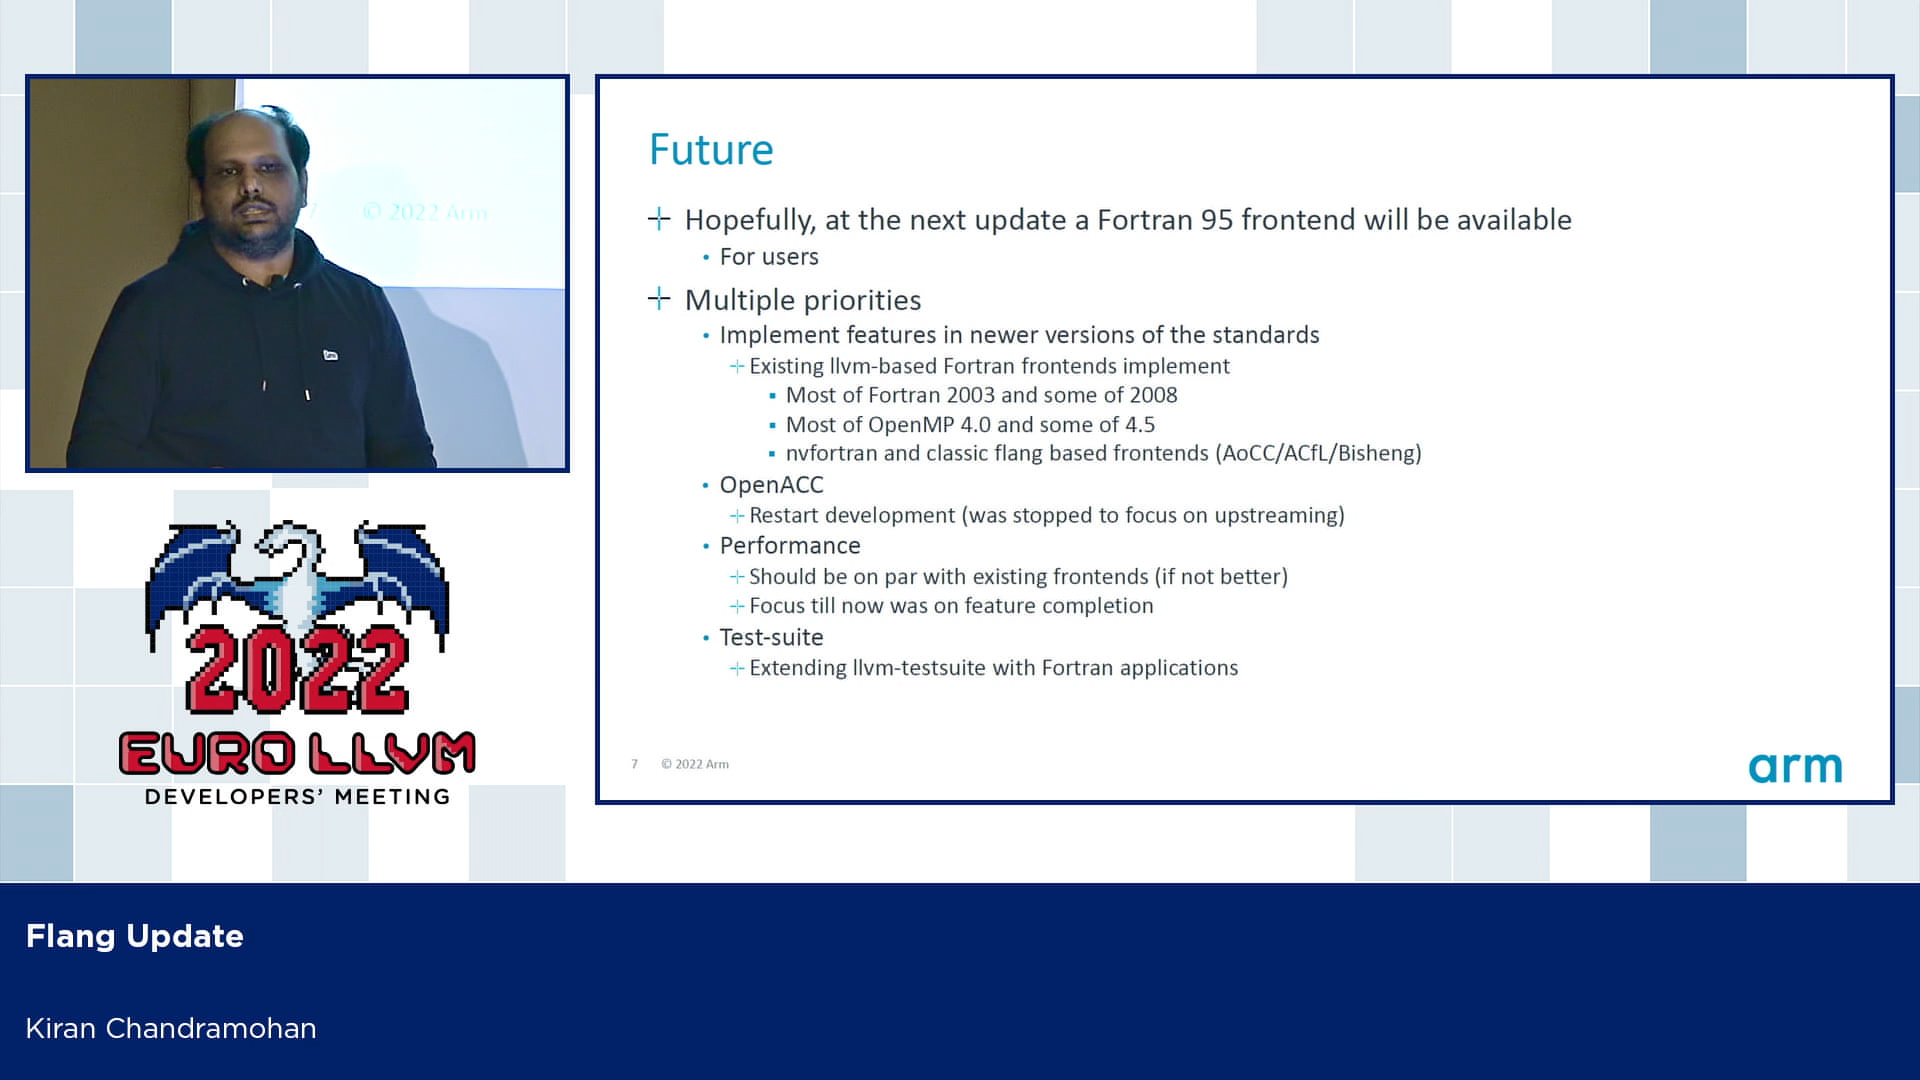 7 © 2022 Arm
Future
Hopefully, at the next update a Fortran 95 frontend will be available
• For users
Multiple priorities
• Implement features in newer versions of the standards
Existing llvm-based Fortran frontends implement
▪ Most of Fortran 2003 and some of 2008
▪ Most of OpenMP 4.0 and some of 4.5
▪ nvfortran and classic flang based frontends (AoCC/ACfL/Bisheng)
• OpenACC
Restart development (was stopped to focus on upstreaming)
• Performance
Should be on par with existing frontends (if not better)
Focus till now was on feature completion
• Test-suite
Extending llvm-testsuite with Fortran applications
7 © 2022 Arm
arm
2022
EURO LLVM
DEVELOPERS' MEETING
Flang Update
Kiran Chandramohan